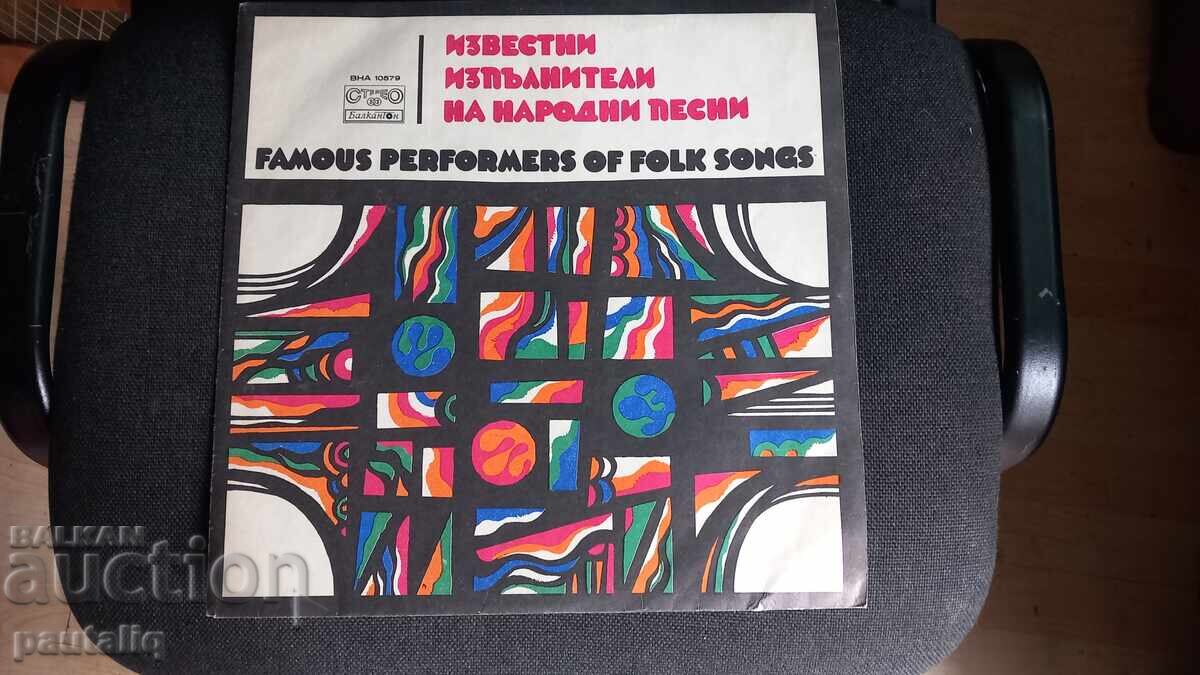 ВНА 10579
СТЕРЕО
Балкантон
ИЗВЕСТНИ
ИЗПЪЛНИТЕЛИ
НА НАРОДНИ ПЕСНИ
FAMOUS PERFORMERS OF FOLK SONGS
BALKAN
auction
pautaliq